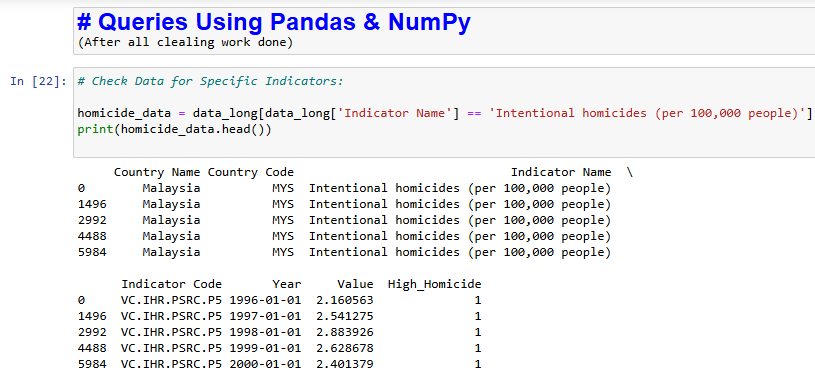 # Queries Using Pandas & NumPy
(After all clealing work done)
In [22]: # Check Data for Specific Indicators:
homicide_data = data_long[data_long['Indicator Name'] == 'Intentional homicides (per 100,000 people)']
print(homicide_data.head())
Country Name Country Code Indicator Name \
0 Malaysia MYS Intentional homicides (per 100,000 people)
1496 Malaysia MYS Intentional homicides (per 100,000 people)
2992 Malaysia MYS Intentional homicides (per 100,000 people)
4488 Malaysia MYS Intentional homicides (per 100,000 people)
5984 Malaysia MYS Intentional homicides (per 100,000 people)
Indicator Code Year Value High_Homicide
0 VC.IHR.PSRC.P5 1996-01-01 2.160563 1
1496 VC.IHR.PSRC.P5 1997-01-01 2.541275 1
2992 VC.IHR.PSRC.P5 1998-01-01 2.883926 1
4488 VC.IHR.PSRC.P5 1999-01-01 2.628678 1
5984 VC.IHR.PSRC.P5 2000-01-01 2.401379 1